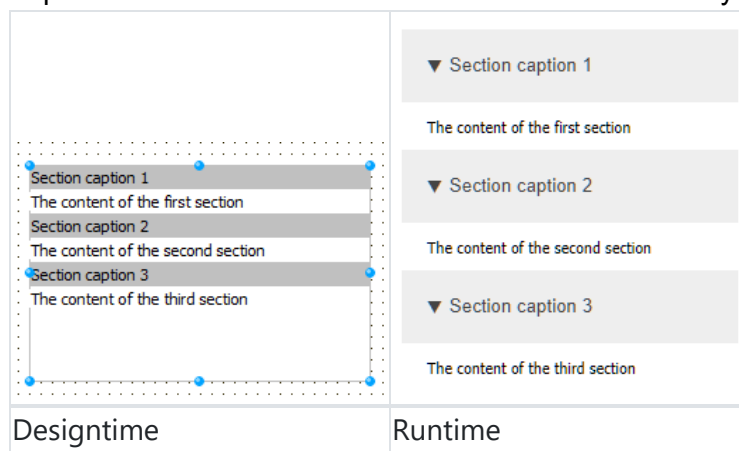 Section caption 1
The content of the first section
Section caption 2
The content of the second section
Section caption 3
The content of the third section
▼ Section caption 1
The content of the first section
▼ Section caption 2
The content of the second section
▼ Section caption 3
The content of the third section
Designtime
Runtime